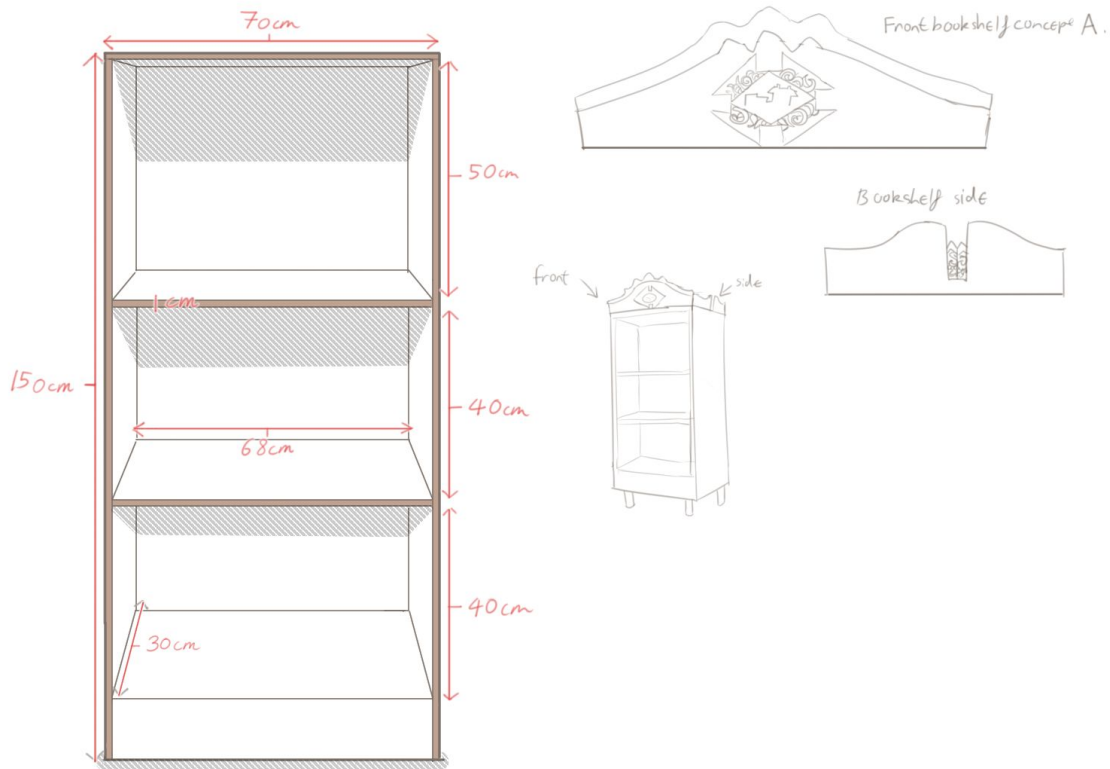 70cm
Front bookshelf concept A.
50cm
Bookshelf side
front
side
1cm
150cm
40cm
68cm
40cm
30cm